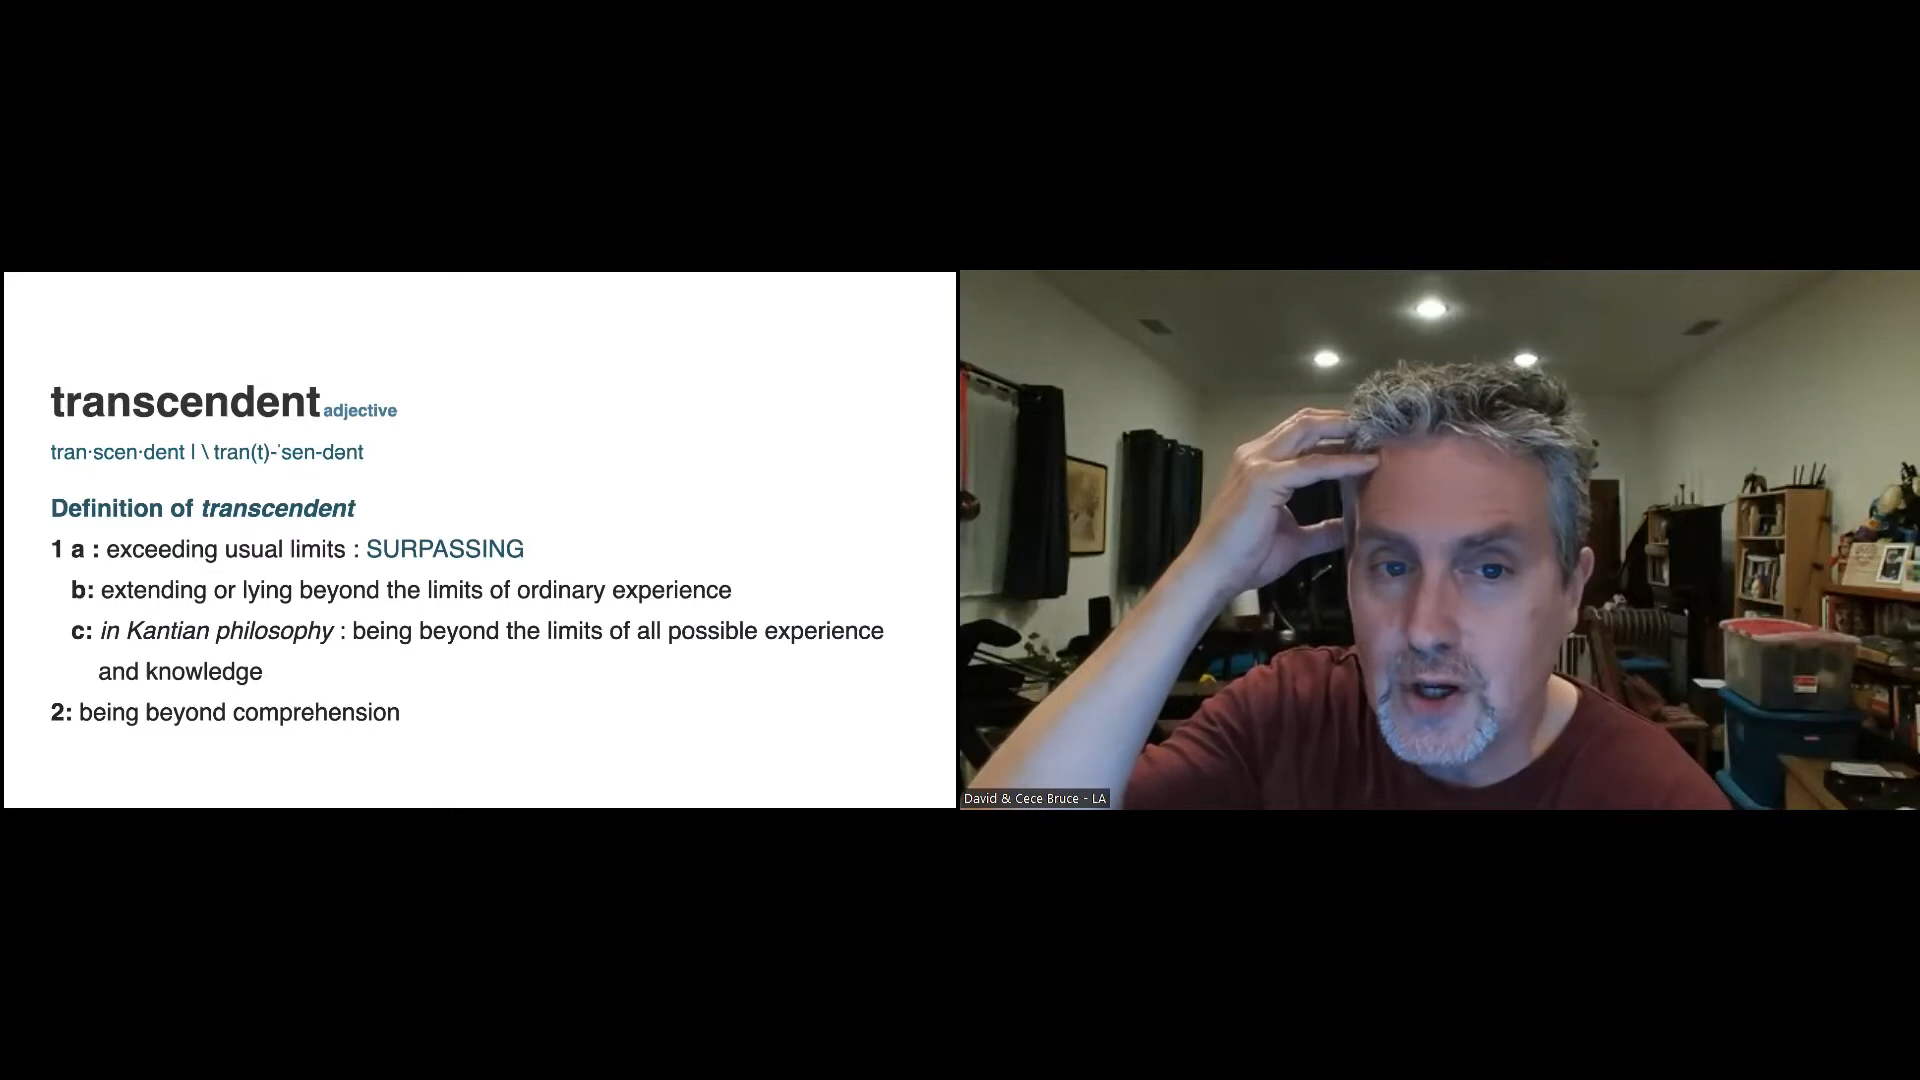 transcendent adjective
tran·scen·dent | \ tran(t)-ˈsen-dənt
Definition of transcendent
1 a : exceeding usual limits : SURPASSING
b: extending or lying beyond the limits of ordinary experience
c: in Kantian philosophy : being beyond the limits of all possible experience
and knowledge
2: being beyond comprehension
David & Cece Bruce - LA